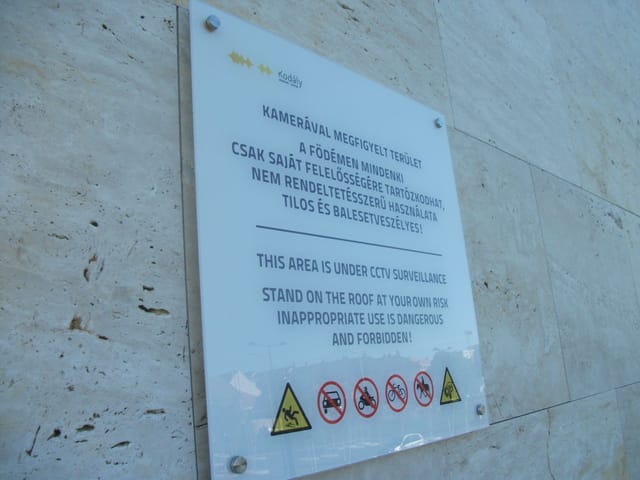 Kodály
KAMERÁVAL MEGFIGYELT TERÜLET
A FÖDÉMEN MINDENKI
CSAK SAJÁT FELELŐSSÉGÉRE TARTÓZKODHAT,
NEM RENDELTETÉSSZERŰ HASZNÁLATA
TILOS ÉS BALESETVESZÉLYES!
THIS AREA IS UNDER CCTV SURVEILLANCE
STAND ON THE ROOF AT YOUR OWN RISK
INAPPROPRIATE USE IS DANGEROUS
AND FORBIDDEN!